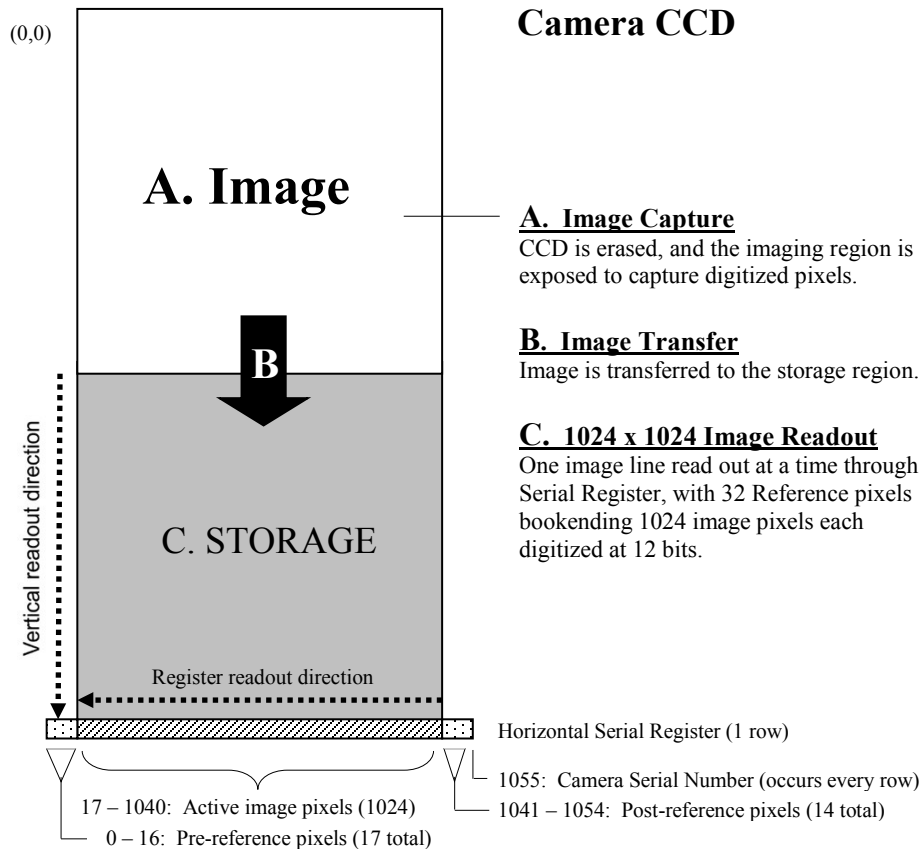 (0,0)
Camera CCD
A. Image
A. Image Capture
CCD is erased, and the imaging region is
exposed to capture digitized pixels.
B
B. Image Transfer
Image is transferred to the storage region.
C. 1024 x 1024 Image Readout
One image line read out at a time through
Serial Register, with 32 Reference pixels
bookending 1024 image pixels each
digitized at 12 bits.
Vertical readout direction
C. STORAGE
Register readout direction
Horizontal Serial Register (1 row)
1055: Camera Serial Number (occurs every row)
17 – 1040: Active image pixels (1024)
1041 – 1054: Post-reference pixels (14 total)
0 – 16: Pre-reference pixels (17 total)